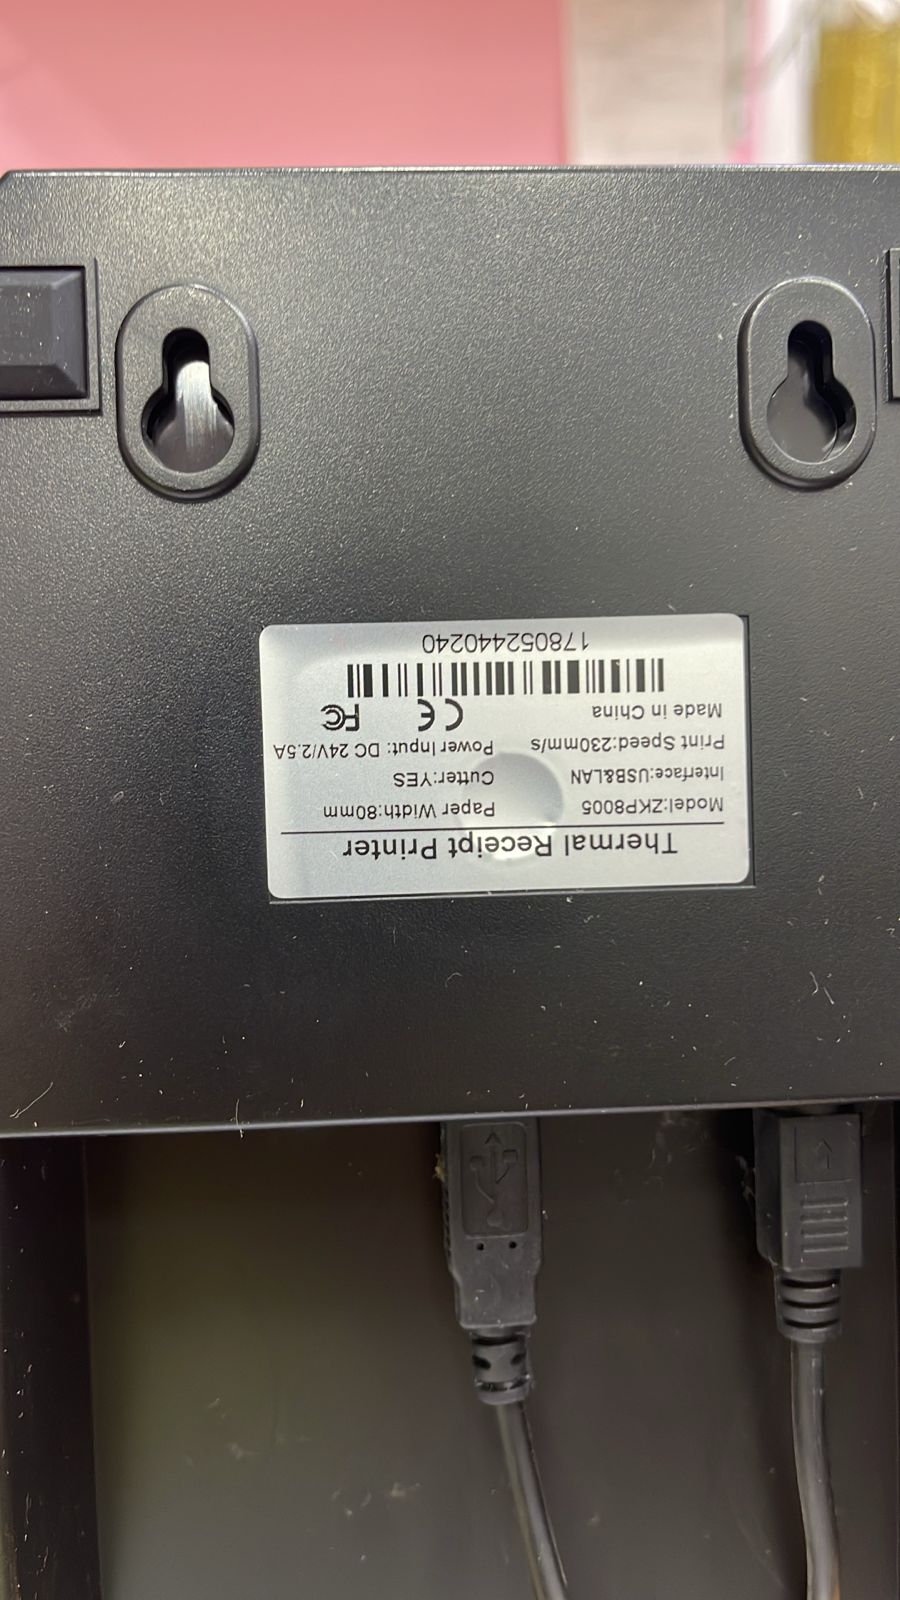 Thermal Receipt Printer
Model:ZKP8005 Paper Width:80mm
Interface:USB&LAN Cutter:YES
Print Speed:230mm/s Power Input: DC 24V/2.5A
Made in China CE FC
178052440240